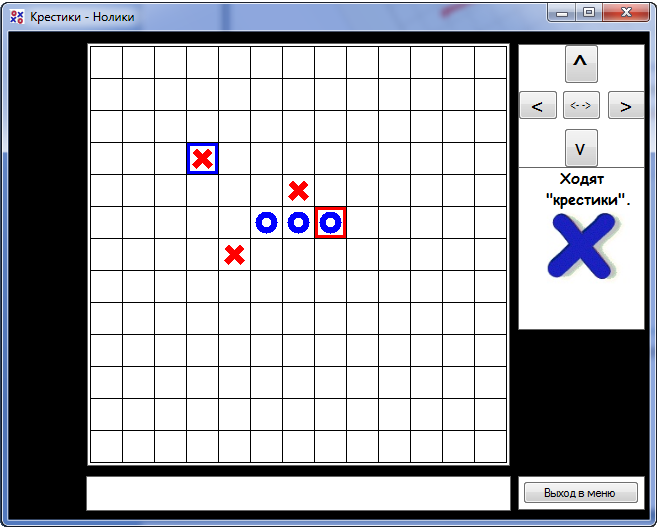 Крестики - Нолики
^
< <- -> >
v
Ходят
"крестики".
Выход в меню